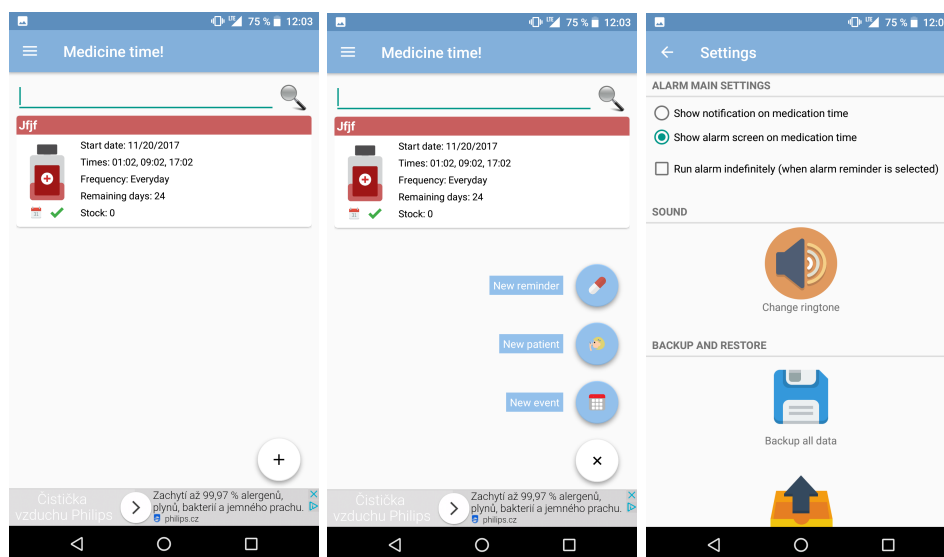 LTE 75 % 12:03
Medicine time!
Jfjf
Start date: 11/20/2017
Times: 01:02, 09:02, 17:02
Frequency: Everyday
Remaining days: 24
Stock: 0
Čistička
vzduchu Philips
Zachytí až 99,97 % alergenů,
plynů, bakterií a jemného prachu.
philips.cz
LTE 75 % 12:03
Medicine time!
Jfjf
Start date: 11/20/2017
Times: 01:02, 09:02, 17:02
Frequency: Everyday
Remaining days: 24
Stock: 0
New reminder
New patient
New event
Čistička
vzduchu Philips
Zachytí až 99,97 % alergenů,
plynů, bakterií a jemného prachu.
philips.cz
LTE 75 % 12:0
Settings
ALARM MAIN SETTINGS
Show notification on medication time
Show alarm screen on medication time
Run alarm indefinitely (when alarm reminder is selected)
SOUND
Change ringtone
BACKUP AND RESTORE
Backup all data